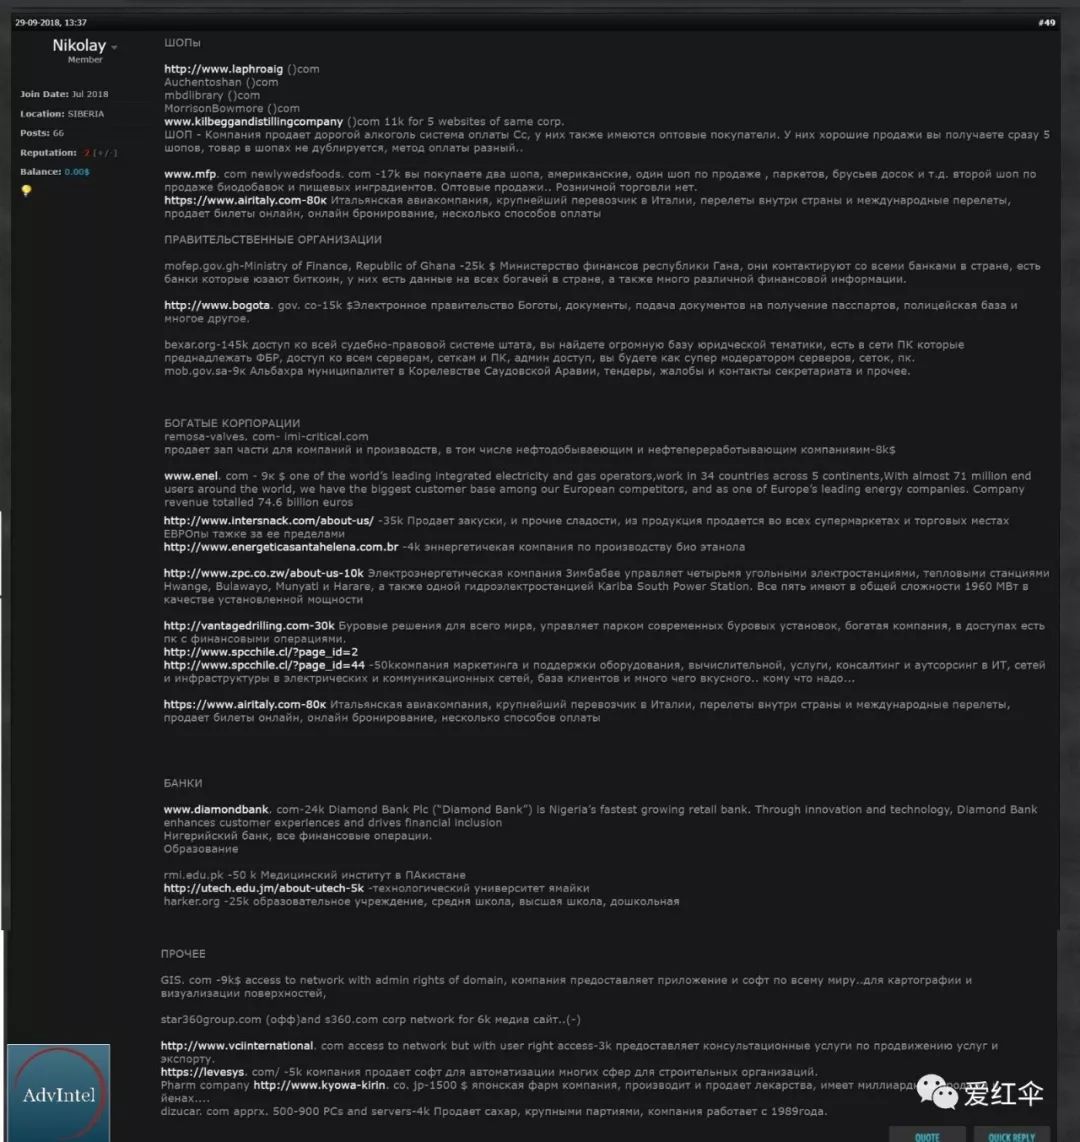 29-09-2018, 13:37
#49
Nikolay
Member
Join Date: Jul 2018
Location: SIBERIA
Posts: 66
Reputation: -2 [+/-]
Balance: 0.00$
ШОПы
http://www.laphroaig ()com
Auchentoshan ()com
mbdlibrary ()com
MorrisonBowmore ()com
www.kilbeggandistillingcompany ()com 11k for 5 websites of same corp.
ШОП - Компания продает дорогой алкоголь система оплаты Сс, у них также имеются оптовые покупатели. У них хорошие продажи вы получаете сразу 5
шопов, товар в шопах не дублируется, метод оплаты разный..
www.mfp. com newlywedsfoods. com -17k вы покупаете два шопа, американские, один шоп по продаже , паркетов, брусьев досок и т.д. второй шоп по
продаже биодобавок и пищевых инградиентов. Оптовые продажи.. Розничной торговли нет.
https://www.airitaly.com-80к Итальянская авиакомпания, крупнейший перевозчик в Италии, перелеты внутри страны и международные перелеты,
продает билеты онлайн, онлайн бронирование, несколько способов оплаты
ПРАВИТЕЛЬСТВЕННЫЕ ОРГАНИЗАЦИИ
mofep.gov.gh-Ministry of Finance, Republic of Ghana -25k $ Министерство финансов республики Гана, они контактируют со всеми банками в стране, есть
банки которые юзают биткоин, у них есть данные на всех богачей в стране, а также много различной финансовой информации.
http://www.bogota. gov. co-15k $Электронное правительство Боготы, документы, подача документов на получение пасспартов, полицейская база и
многое другое.
bexar.org-145k доступ ко всей судебно-правовой системе штата, вы найдете огромную базу юридческой тематики, есть в сети ПК которые
преднадлежать ФБР, доступ ко всем серверам, сеткам и ПК, админ доступ, вы будете как супер модератором серверов, сеток, пк.
mob.gov.sa-9к Альбахра муниципалитет в Корелевстве Саудовской Аравии, тендеры, жалобы и контакты секретариата и прочее.
БОГАТЫЕ КОРПОРАЦИИ
remosa-valves. com- imi-critical.com
продает зап части для компаний и производств, в том числе нефтодобываеющим и нефтеперераб​отывающим компанияим-8k$
www.enel. com - 9к $ one of the world's leading integrated electricity and gas operators,work in 34 countries across 5 continents,With almost 71 million end
users around the world, we have the biggest customer base among our European competitors, and as one of Europe's leading energy companies. Company
revenue totalled 74.6 billion euros
http://www.intersnack.com/about-us/ -35k Продает закуски, и прочие сладости, из продукция продается во всех супермаркетах и торговых местах
ЕВРОпы тажке за ее пределами
http://www.energeticasantahelena.com.br -4k эннергетичекая компания по производству био этанола
http://www.zpc.co.zw/about-us-10k Электроэнергетическая компания Зимбабве управляет четырьмя угольными электростанциями, тепловыми станциями
Hwange, Bulawayo, Munyati и Harare, а также одной гидроэлектростанцией Kariba South Power Station. Все пять имеют в общей сложности 1960 МВт в
качестве установленной мощности
http://vantagedrilling.com-30k Буровые решения для всего мира, управляет парком современных буровых установок, богатая компания, в доступах есть
пк с финансовыми операциями.
http://www.spcchile.cl/?page_id=2
http://www.spcchile.cl/?page_id=44 -50kкомпания маркетинга и поддержки оборудования, вычислительной, услуги, консалтинг и аутсорсинг в ИТ, сетей
и инфраструктуры в электрических и коммуникационных сетей, база клиентов и много чего вкусного.. кому что надо...
https://www.airitaly.com-80к Итальянская авиакомпания, крупнейший перевозчик в Италии, перелеты внутри страны и международные перелеты,
продает билеты онлайн, онлайн бронирование, несколько способов оплаты
БАНКИ
www.diamondbank. com-24k Diamond Bank Plc ("Diamond Bank") is Nigeria's fastest growing retail bank. Through innovation and technology, Diamond Bank
enhances customer experiences and drives financial inclusion
Нигерийский банк, все финансовые операции.
Образование
rmi.edu.pk -50 k Медицинский институт в ПАкистане
http://utech.edu.jm/about-utech-5k -технологический университет ямайки
harker.org -25k образовательное учреждение, средня школа, высшая школа, дошкольная
ПРОЧЕЕ
GIS. com -9k$ access to network with admin rights of domain, компания предоставляет приложение и софт по всему миру..для картографии и
визуализации поверхностей,
star360group.com (офф)and s360.com corp network for 6k медиа сайт..(-)
http://www.vciinternational. com access to network but with user right access-3k предоставляет консультационные услуги по продвижению услуг и
экспорту.
https://levesys. com/ -5k компания продает софт для автоматизации многих сфер для строительных организаций.
Pharm company http://www.kyowa-kirin. co. jp-1500 $ японская фарм компания, производит и продает лекарства, имеет миллиард
йенах....
dizucar. com apprx. 500-900 PCs and servers-4k Продает сахар, крупными партиями, компания работает с 1989года.
AdvIntel
爱红伞
QUOTE
QUICK REPLY